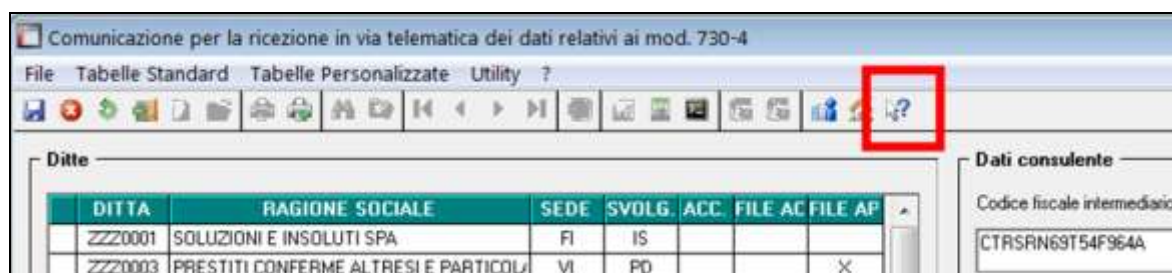 Comunicazione per la ricezione in via telematica dei dati relativi ai mod. 730-4
File Tabelle Standard Tabelle Personalizzate Utility ?
Ditte
Dati consulente
DITTA RAGIONE SOCIALE SEDE SVOLG. ACC. FILE AC FILE AP
Codice fiscale intermediario
ZZZ0001 SOLUZIONI E INSOLUTI SPA FI IS
CTRSRN69T54F964A
ZZZ0003 PRESTITI CONFERME ALTRESI E PARTICOL VI PD X